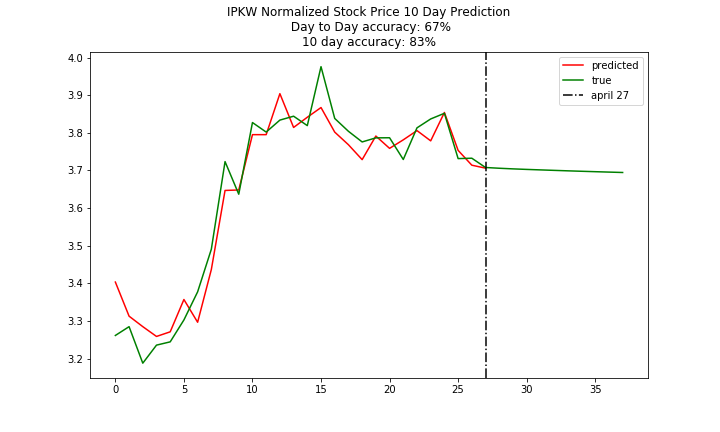 IPKW Normalized Stock Price 10 Day Prediction
Day to Day accuracy: 67%
10 day accuracy: 83%
predicted
true
april 27
4.0
3.9
3.8
3.7
3.6
3.5
3.4
3.3
3.2
0 5 10 15 20 25 30 35